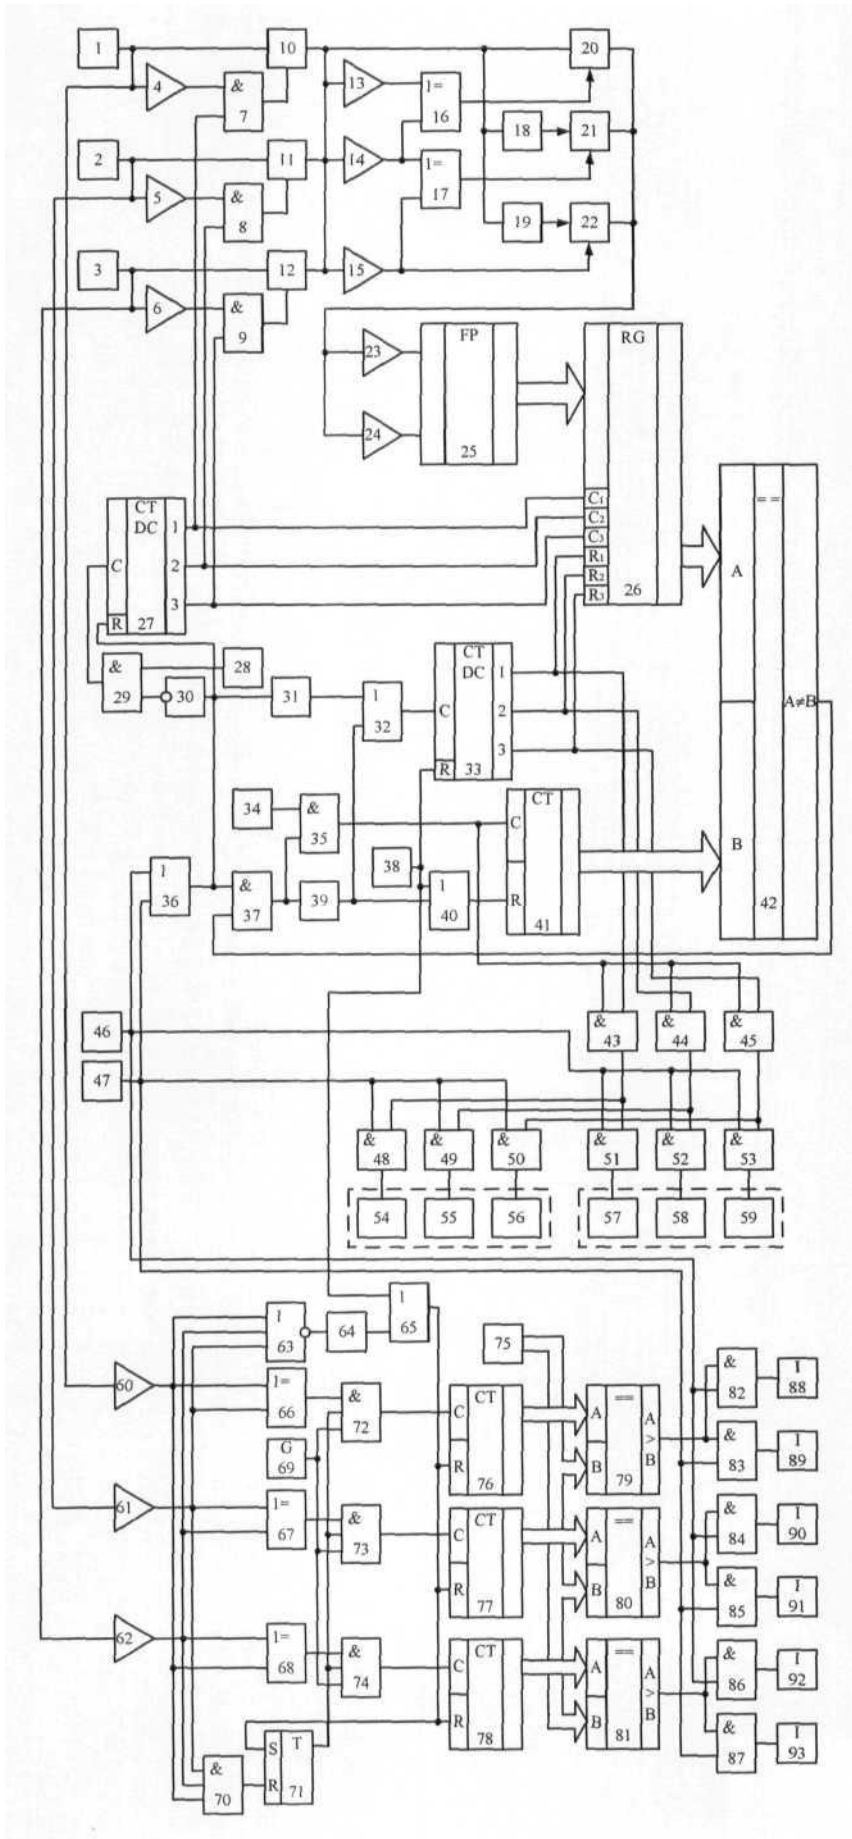 1
10
20
4
&
7
13
1=
16
18
21
2
11
14
1=
17
5
&
8
19
22
3
12
15
6
&
9
23
FP
RG
24
25
C1
C2
C3
R1
R2
R3
26
==
A
CT
DC
1
C
2
3
R
27
&
29
28
30
31
1
32
CT
DC
1
C
2
3
R
33
A≠B
34
&
35
CT
C
R
41
B
42
38
1
36
&
37
39
1
40
46
&
43
&
44
&
45
47
&
48
&
49
&
50
&
51
&
52
&
53
54
55
56
57
58
59
1
63
64
1
65
75
60
1=
66
&
72
C
CT
R
76
A
==
B
79
A
>
B
&
82
I
88
G
69
&
83
I
89
61
1=
67
&
73
C
CT
R
77
A
==
B
80
A
>
B
&
84
I
90
&
85
I
91
62
1=
68
&
74
C
CT
R
78
A
==
B
81
A
>
B
&
86
I
92
&
87
I
93
S
T
R
71
&
70